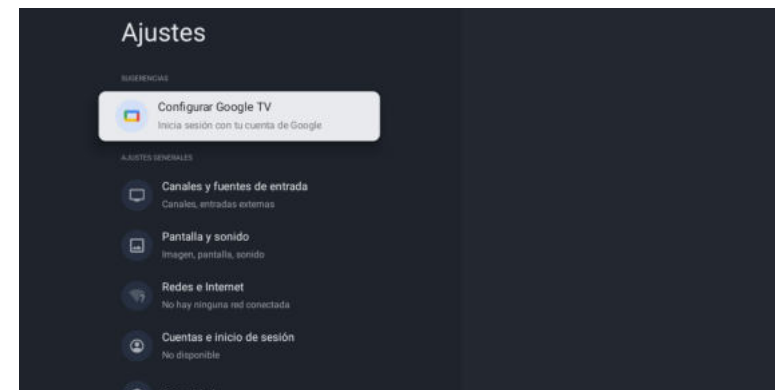 Ajustes
SUGERENCIAS
Configurar Google TV
Inicia sesión con tu cuenta de Google
AJUSTES GENERALES
Canales y fuentes de entrada
Canales, entradas externas
Pantalla y sonido
Imagen, pantalla, sonido
Redes e Internet
No hay ninguna red conectada
Cuentas e inicio de sesión
No disponible